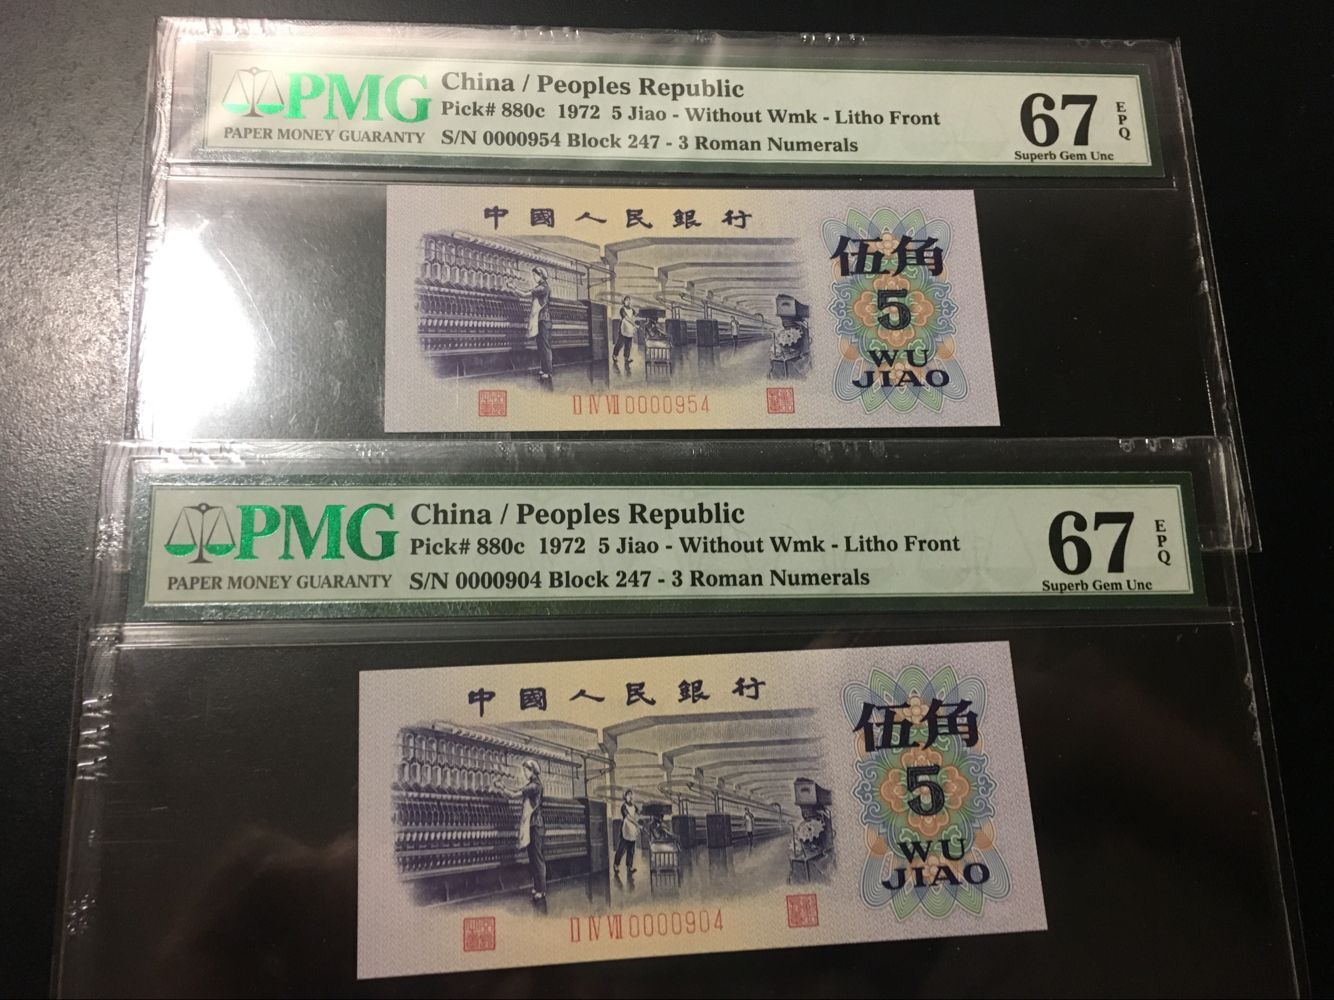 PMG
PAPER MONEY GUARANTY
China / Peoples Republic
Pick# 880c 1972 5 Jiao - Without Wmk - Litho Front
S/N 0000954 Block 247 - 3 Roman Numerals
67
EPQ
Superb Gem Unc
中國人民銀行
伍角
5
WU
JIAO
II IV VII 0000954
PMG
PAPER MONEY GUARANTY
China / Peoples Republic
Pick# 880c 1972 5 Jiao - Without Wmk - Litho Front
S/N 0000904 Block 247 - 3 Roman Numerals
67
EPQ
Superb Gem Unc
中國人民銀行
伍角
5
WU
JIAO
II IV VII 0000904